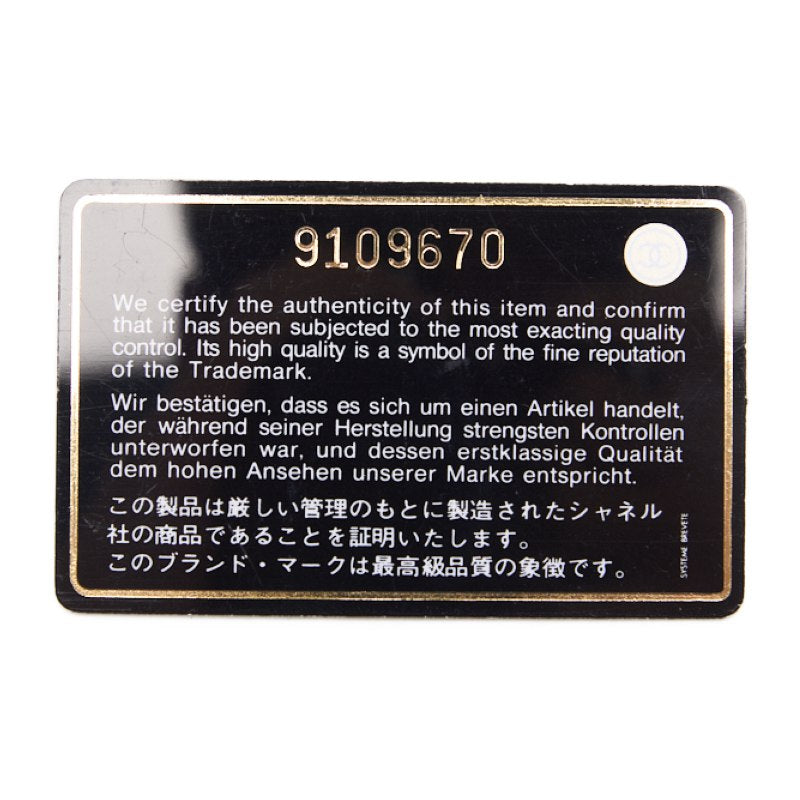 9109670
We certify the authenticity of this item and confirm
that it has been subjected to the most exacting quality
control. Its high quality is a symbol of the fine reputation
of the Trademark.
Wir bestätigen, dass es sich um einen Artikel handelt,
der während seiner Herstellung strengsten Kontrollen
unterworfen war, und dessen erstklassige Qualität
dem hohen Ansehen unserer Marke entspricht.
この製品は厳しい管理のもとに製造されたシャネル
社の商品であることを証明いたします。
このブランド・マークは最高級品質の象徴です。
SYSTEME BREVETE